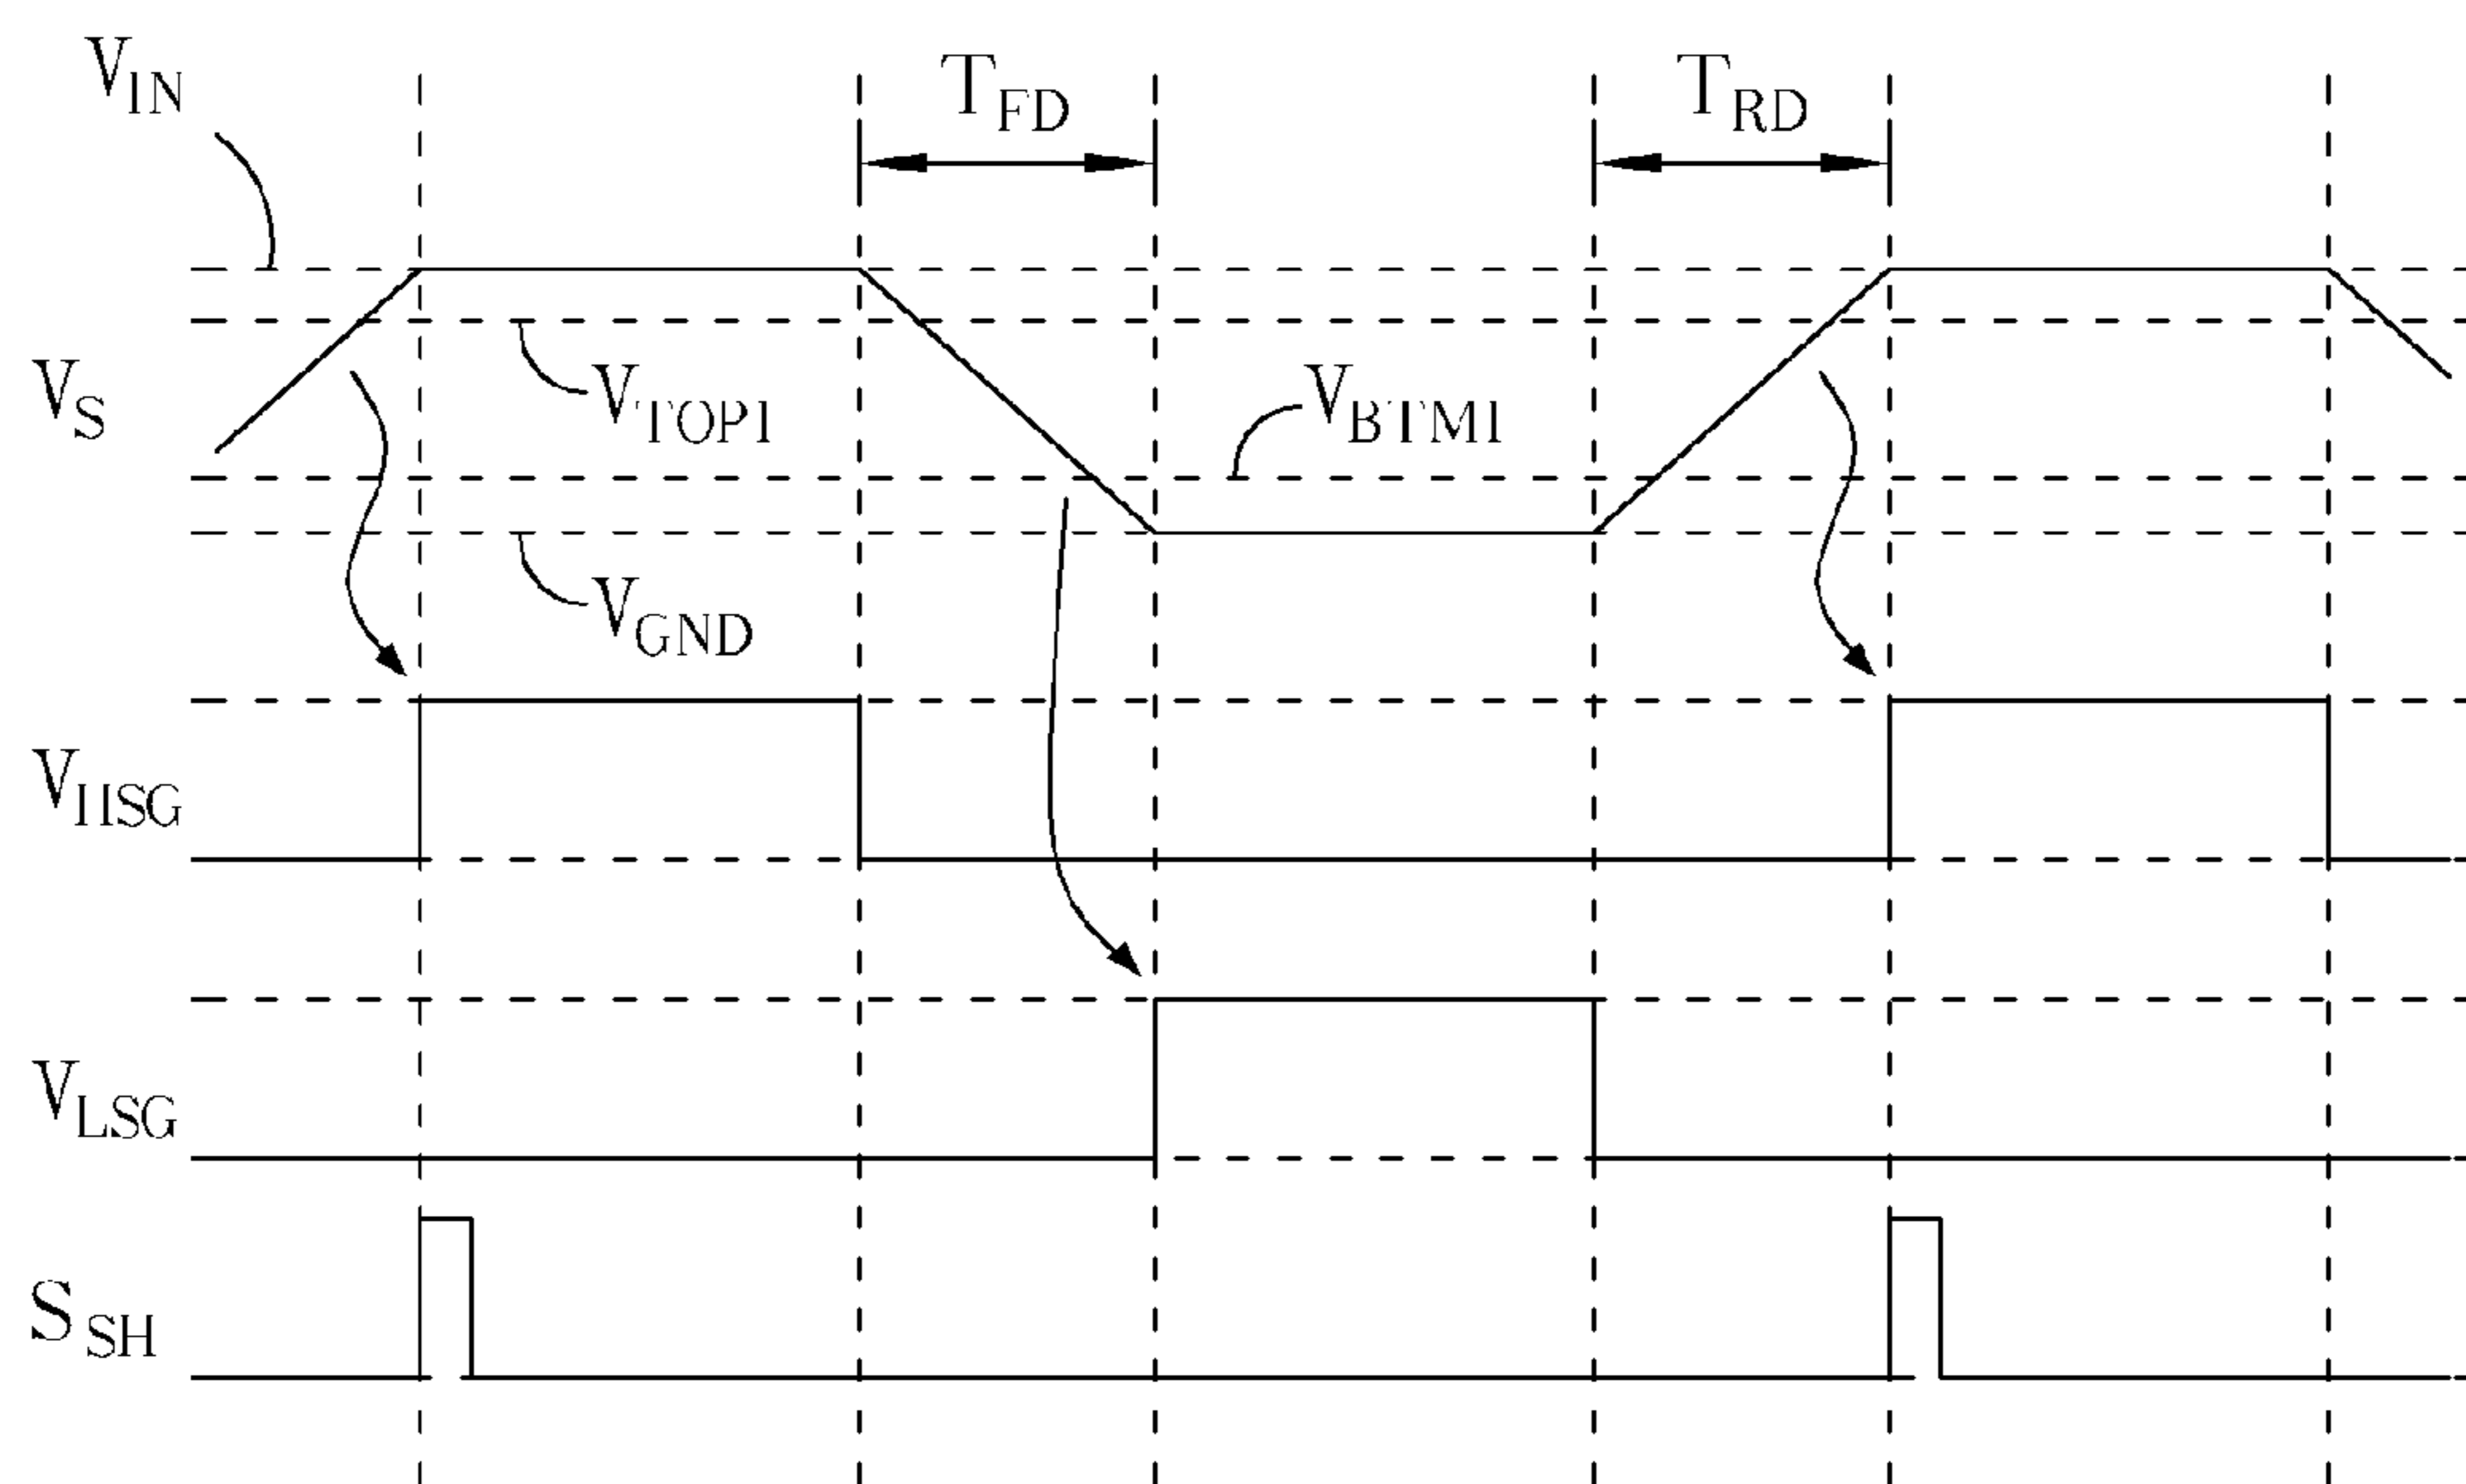 V_IN
T_FD
T_RD
V_S
V_TOP1
V_BTM1
V_GND
V_HSG
V_LSG
S_SH